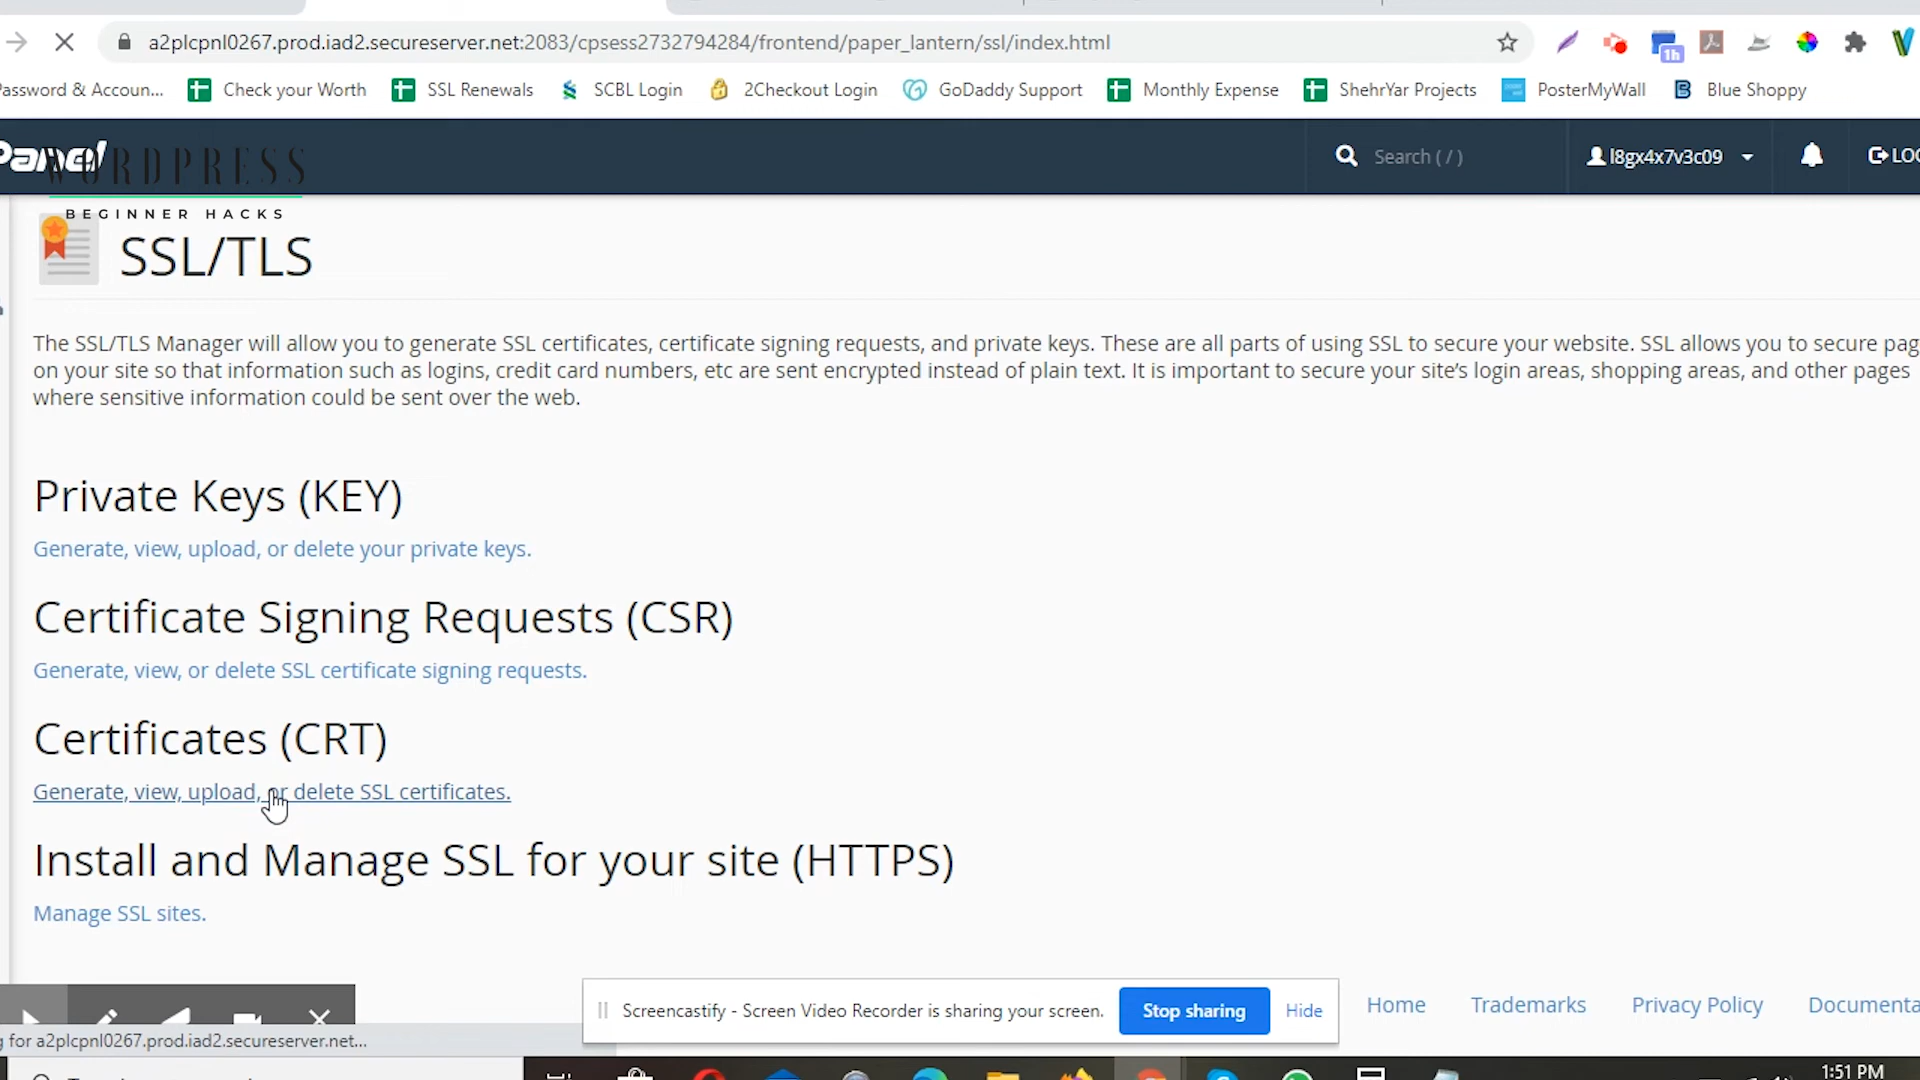 a2plcpnl0267.prod.iad2.secureserver.net:2083/cpsess2732794284/frontend/paper_lantern/ssl/index.html
1h
assword & Accoun... Check your Worth SSL Renewals SCBL Login 2Checkout Login GoDaddy Support Monthly Expense ShehrYar Projects PosterMyWall Blue Shoppy
Panel
WORDPRESS
BEGINNER HACKS
Search ( / ) l8gx4x7v3c09 LOG
SSL/TLS
The SSL/TLS Manager will allow you to generate SSL certificates, certificate signing requests, and private keys. These are all parts of using SSL to secure your website. SSL allows you to secure pag
on your site so that information such as logins, credit card numbers, etc are sent encrypted instead of plain text. It is important to secure your site's login areas, shopping areas, and other pages
where sensitive information could be sent over the web.
Private Keys (KEY)
Generate, view, upload, or delete your private keys.
Certificate Signing Requests (CSR)
Generate, view, or delete SSL certificate signing requests.
Certificates (CRT)
Generate, view, upload, or delete SSL certificates.
Install and Manage SSL for your site (HTTPS)
Manage SSL sites.
Screencastify - Screen Video Recorder is sharing your screen. Stop sharing Hide
Home Trademarks Privacy Policy Documenta
g for a2plcpnl0267.prod.iad2.secureserver.net...
1:51 PM